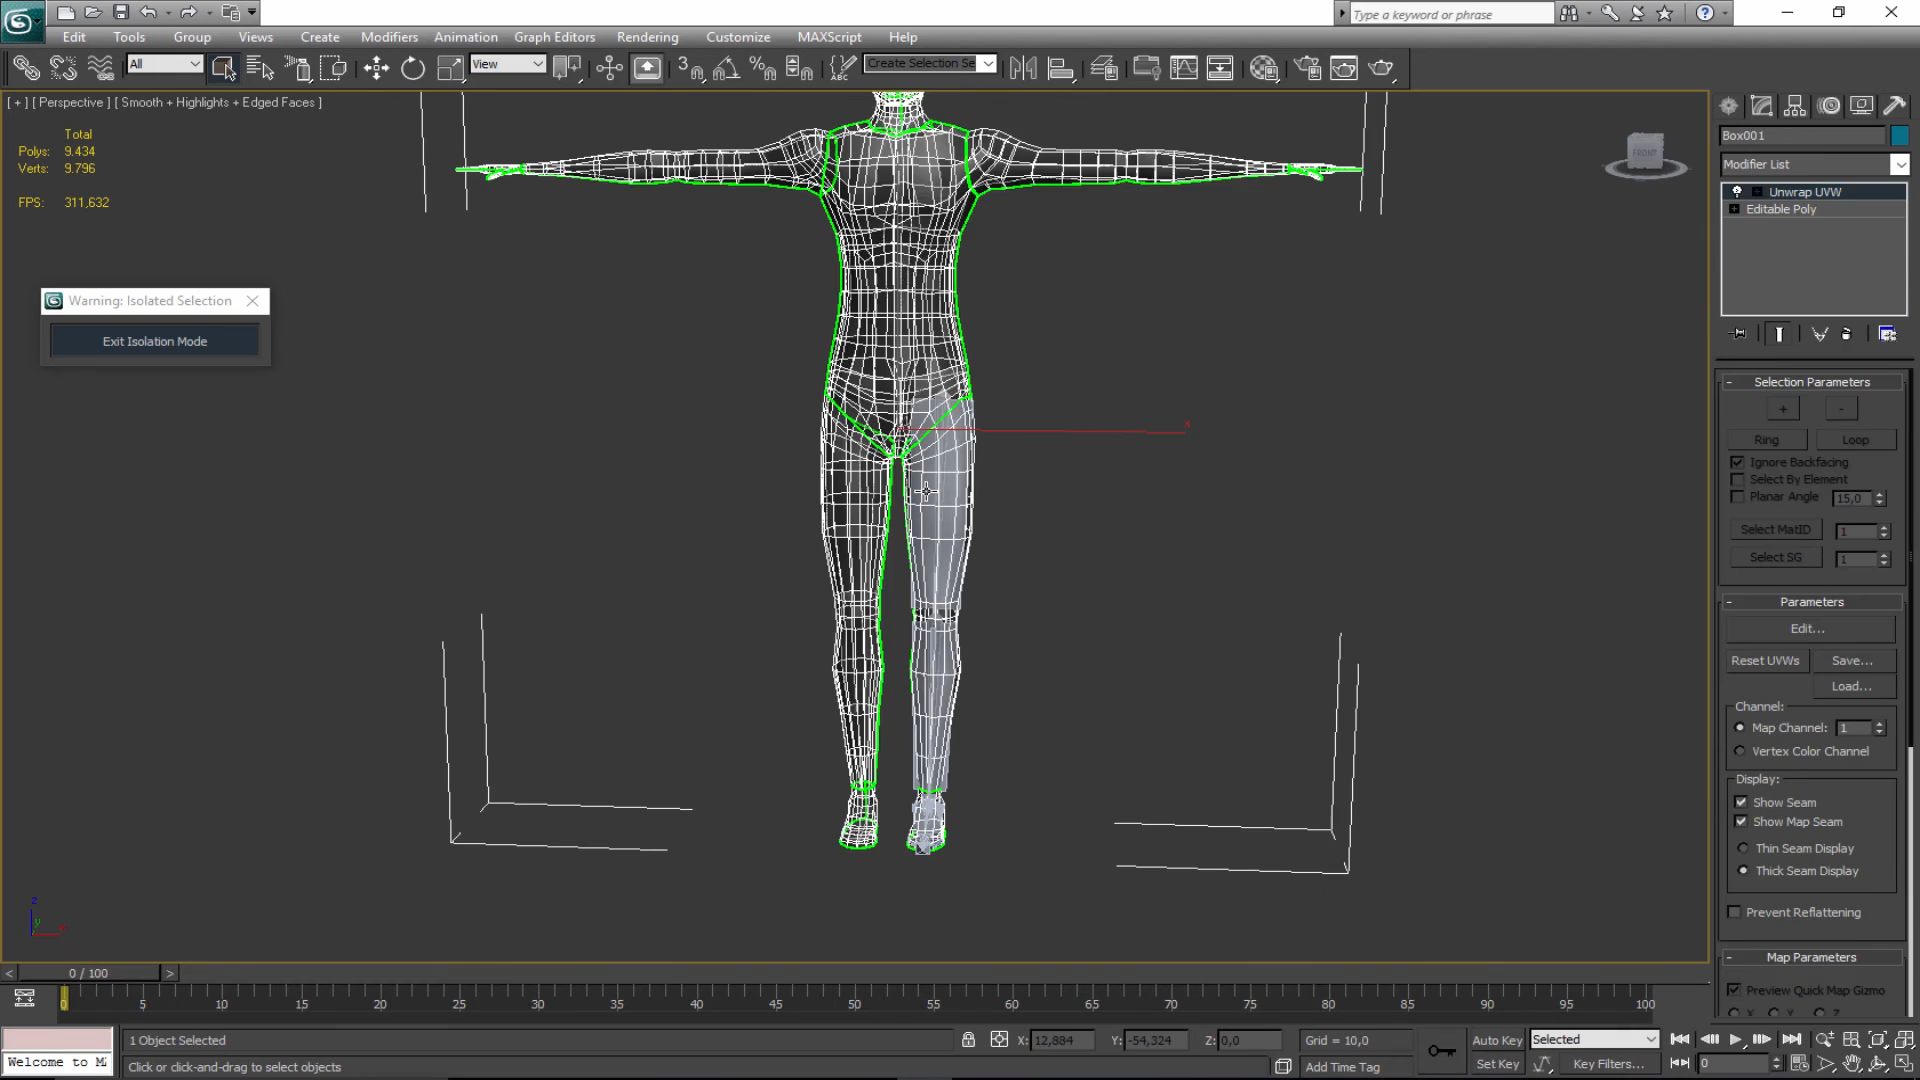 Type a keyword or phrase
Edit Tools Group Views Create Modifiers Animation Graph Editors Rendering Customize MAXScript Help
All View 3 Create Selection Se
[ + ] [ Perspective ] [ Smooth + Highlights + Edged Faces ]
Total
Polys: 9.434
Verts: 9.796
FPS: 311,632
Warning: Isolated Selection
Exit Isolation Mode
FRONT
x
Box001
Modifier List
Unwrap UVW
Editable Poly
Selection Parameters
+ -
Ring Loop
Ignore Backfacing
Select By Element
Planar Angle 15,0
Select MatID 1
Select SG 1
Parameters
Edit...
Reset UVWs Save...
Load...
Channel:
Map Channel: 1
Vertex Color Channel
Display:
Show Seam
Show Map Seam
Thin Seam Display
Thick Seam Display
Prevent Reflattening
Map Parameters
Preview Quick Map Gizmo
X Y Z
z
y
x
0 / 100
0 5 10 15 20 25 30 35 40 45 50 55 60 65 70 75 80 85 90 95 100
1 Object Selected X: 12,884 Y: -54,324 Z: 0,0 Grid = 10,0 Auto Key Selected
Welcome to M Click or click-and-drag to select objects Add Time Tag Set Key Key Filters... 0